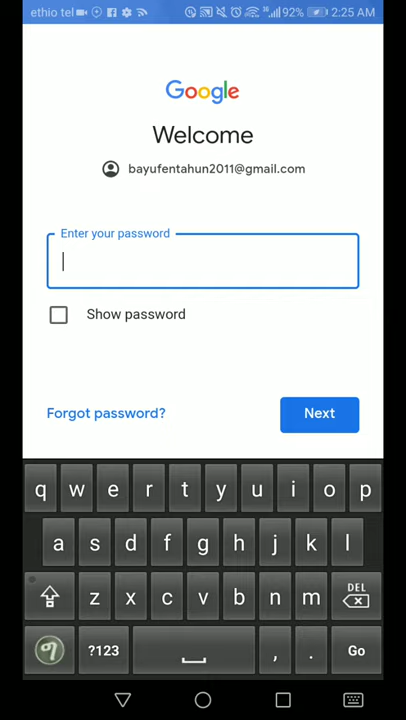 ethio tel 36 92% 2:25 AM
Google
Welcome
bayufentahun2011@gmail.com
Enter your password
Show password
Forgot password? Next
q w e r t y u i o p
a s d f g h j k l
z x c v b n m DEL
?123 , . Go